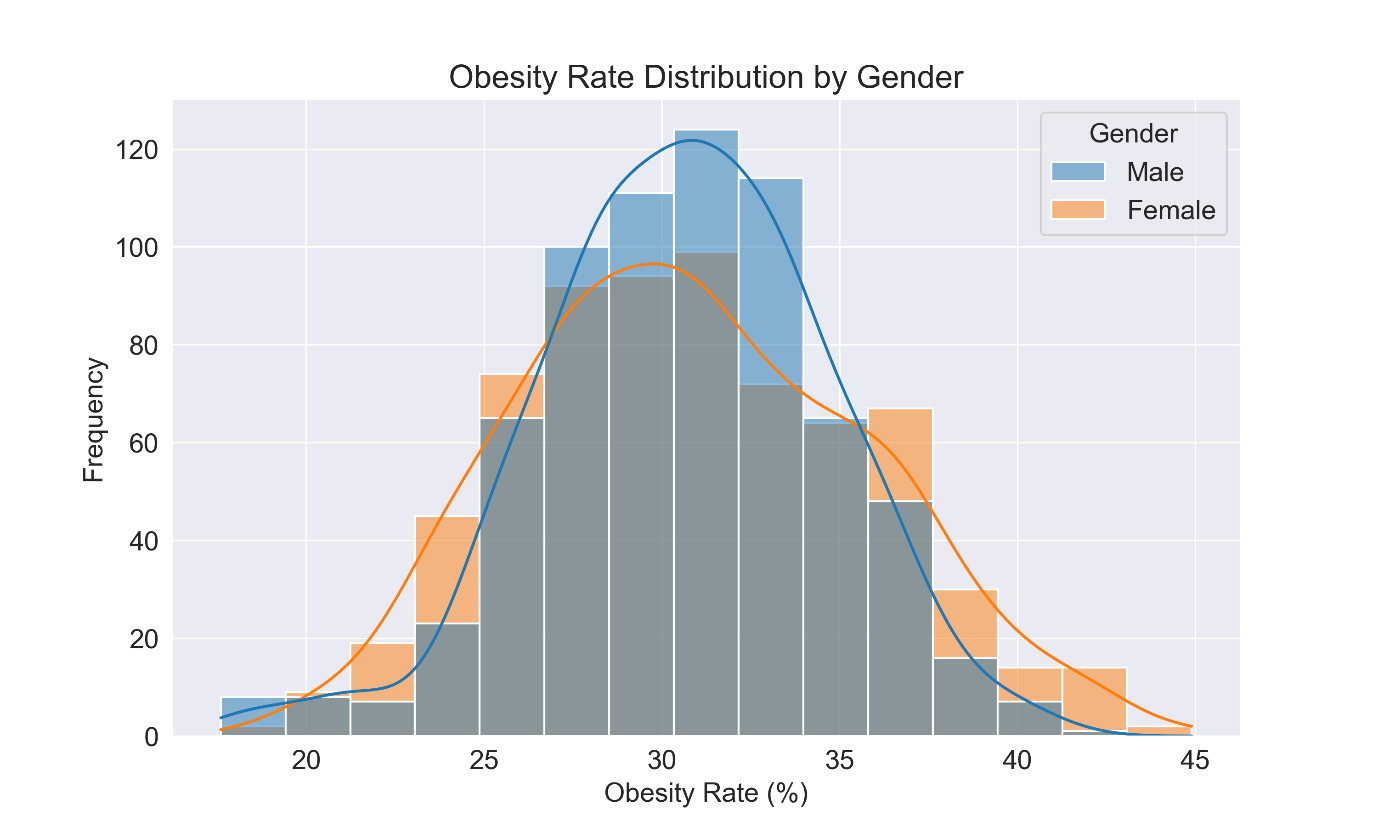 Obesity Rate Distribution by Gender
Gender
Male
Female
120
100
80
60
40
20
0
Frequency
20 25 30 35 40 45
Obesity Rate (%)